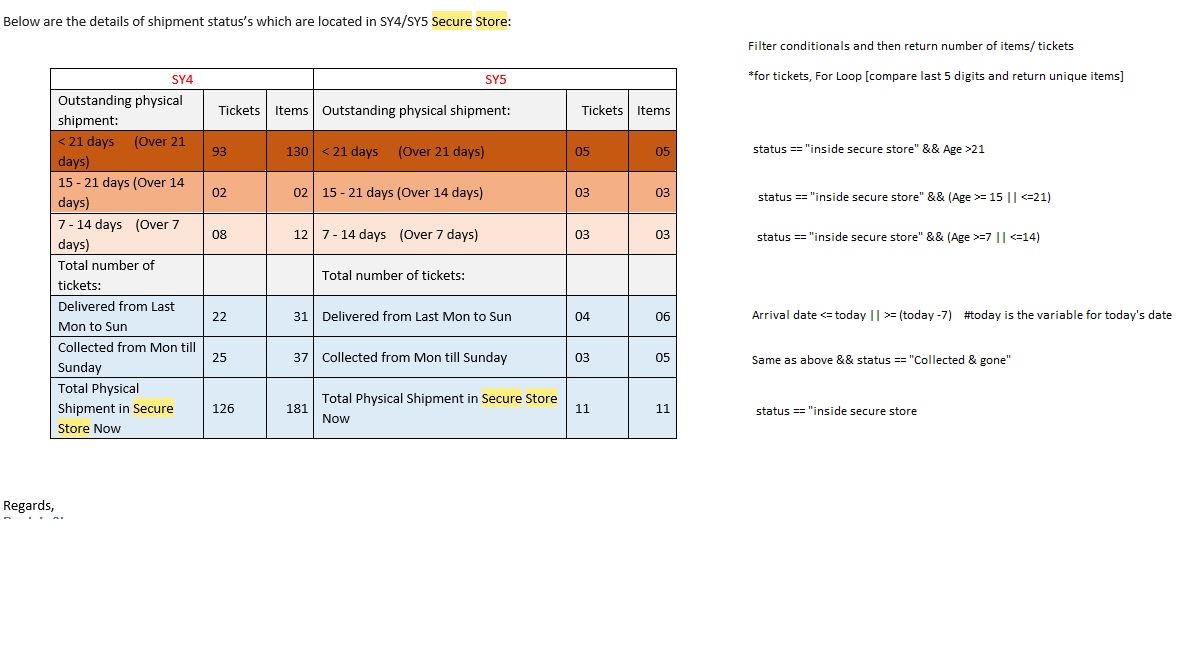 Below are the details of shipment status's which are located in SY4/SY5 Secure Store:
Filter conditionals and then return number of items/ tickets
*for tickets, For Loop [compare last 5 digits and return unique items]
SY4 SY5
Outstanding physical
shipment: Tickets Items Outstanding physical shipment: Tickets Items
< 21 days (Over 21
days) 93 130 < 21 days (Over 21 days) 05 05
status == "inside secure store" && Age >21
15 - 21 days (Over 14
days) 02 02 15 - 21 days (Over 14 days) 03 03
status == "inside secure store" && (Age >= 15 || <=21)
7 - 14 days (Over 7
days) 08 12 7 - 14 days (Over 7 days) 03 03
status == "inside secure store" && (Age >=7 || <=14)
Total number of
tickets: Total number of tickets:
Delivered from Last
Mon to Sun 22 31 Delivered from Last Mon to Sun 04 06
Arrival date <= today || >= (today -7) #today is the variable for today's date
Collected from Mon till
Sunday 25 37 Collected from Mon till Sunday 03 05
Same as above && status == "Collected & gone"
Total Physical
Shipment in Secure
Store Now 126 181 Total Physical Shipment in Secure Store
Now 11 11
status == "inside secure store
Regards,